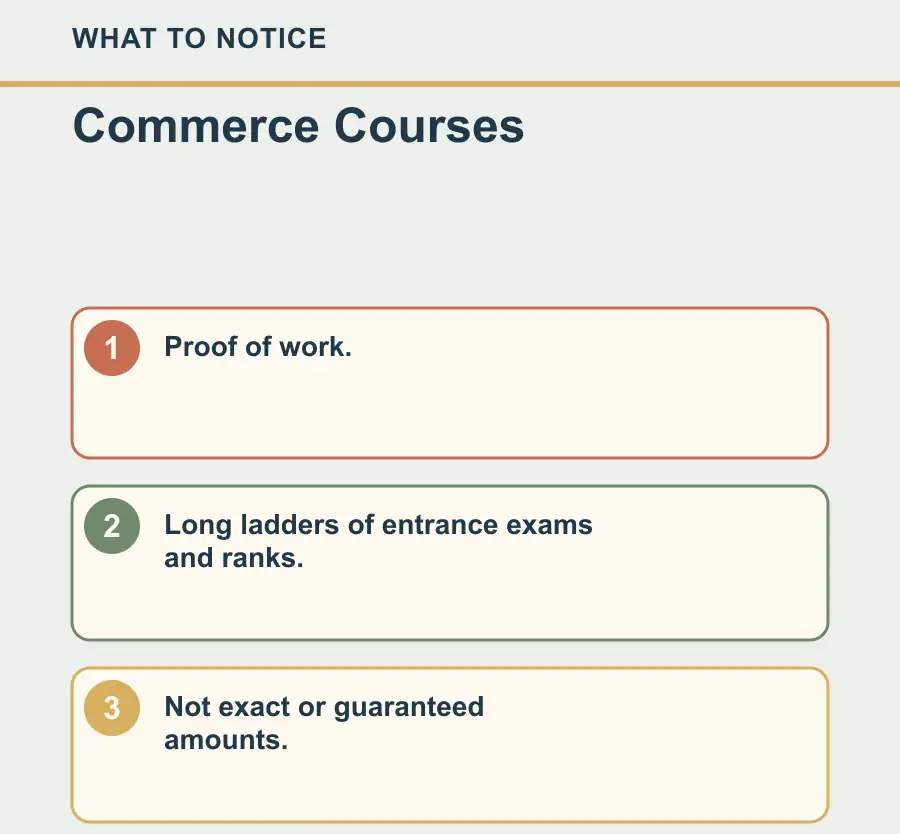 WHAT TO NOTICE
Commerce Courses
1
Proof of work.
2
Long ladders of entrance exams
and ranks.
3
Not exact or guaranteed
amounts.